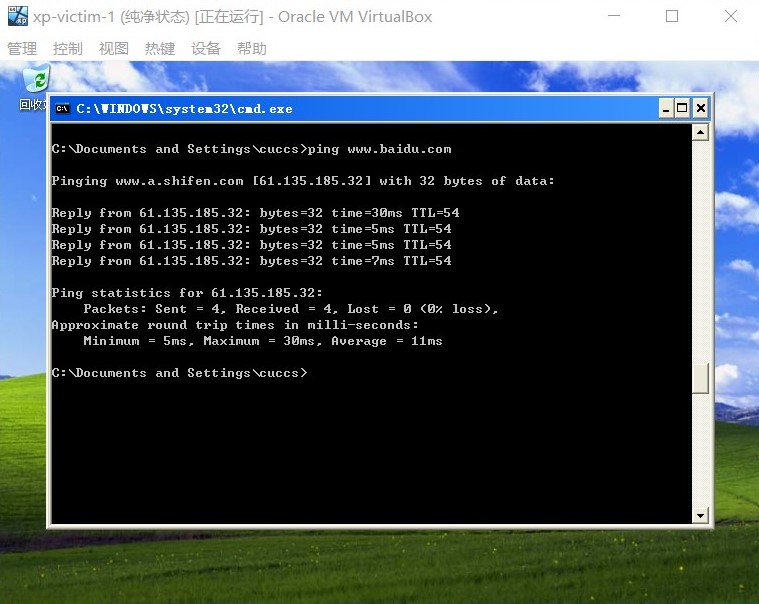 xp-victim-1 (纯净状态) [正在运行] - Oracle VM VirtualBox
管理 控制 视图 热键 设备 帮助
回收
C:\WINDOWS\system32\cmd.exe
C:\Documents and Settings\cuccs>ping www.baidu.com
Pinging www.a.shifen.com [61.135.185.32] with 32 bytes of data:
Reply from 61.135.185.32: bytes=32 time=30ms TTL=54
Reply from 61.135.185.32: bytes=32 time=5ms TTL=54
Reply from 61.135.185.32: bytes=32 time=5ms TTL=54
Reply from 61.135.185.32: bytes=32 time=7ms TTL=54
Ping statistics for 61.135.185.32:
Packets: Sent = 4, Received = 4, Lost = 0 (0% loss),
Approximate round trip times in milli-seconds:
Minimum = 5ms, Maximum = 30ms, Average = 11ms
C:\Documents and Settings\cuccs>